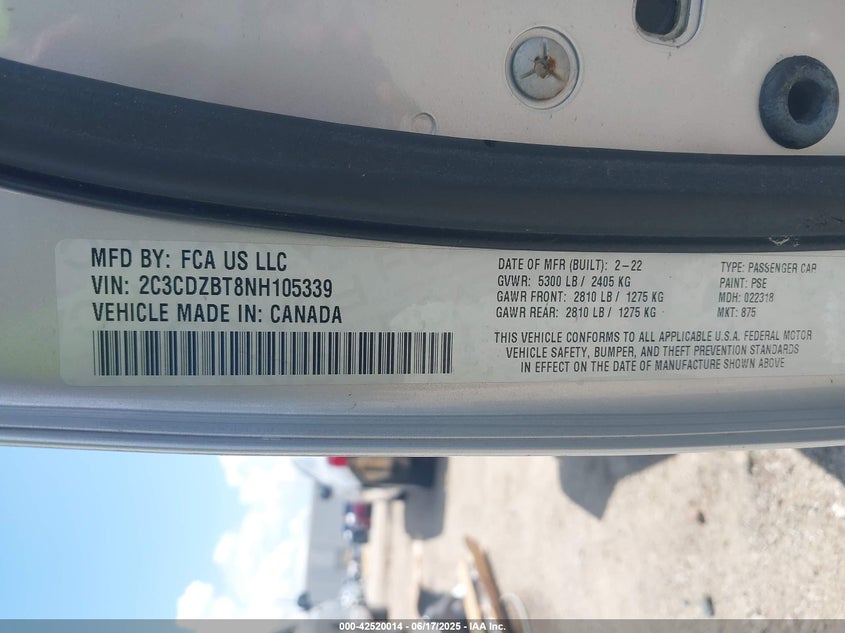 MFD BY: FCA US LLC
VIN: 2C3CDZBT8NH105339
VEHICLE MADE IN: CANADA
DATE OF MFR (BUILT): 2-22
GVWR: 5300 LB / 2405 KG
GAWR FRONT: 2810 LB / 1275 KG
GAWR REAR: 2810 LB / 1275 KG
TYPE: PASSENGER CAR
PAINT: PSE
MDH: 022318
MKT: 875
THIS VEHICLE CONFORMS TO ALL APPLICABLE U.S.A. FEDERAL MOTOR
VEHICLE SAFETY, BUMPER, AND THEFT PREVENTION STANDARDS
IN EFFECT ON THE DATE OF MANUFACTURE SHOWN ABOVE
000-42520014 - 06/17/2025 - IAA Inc.